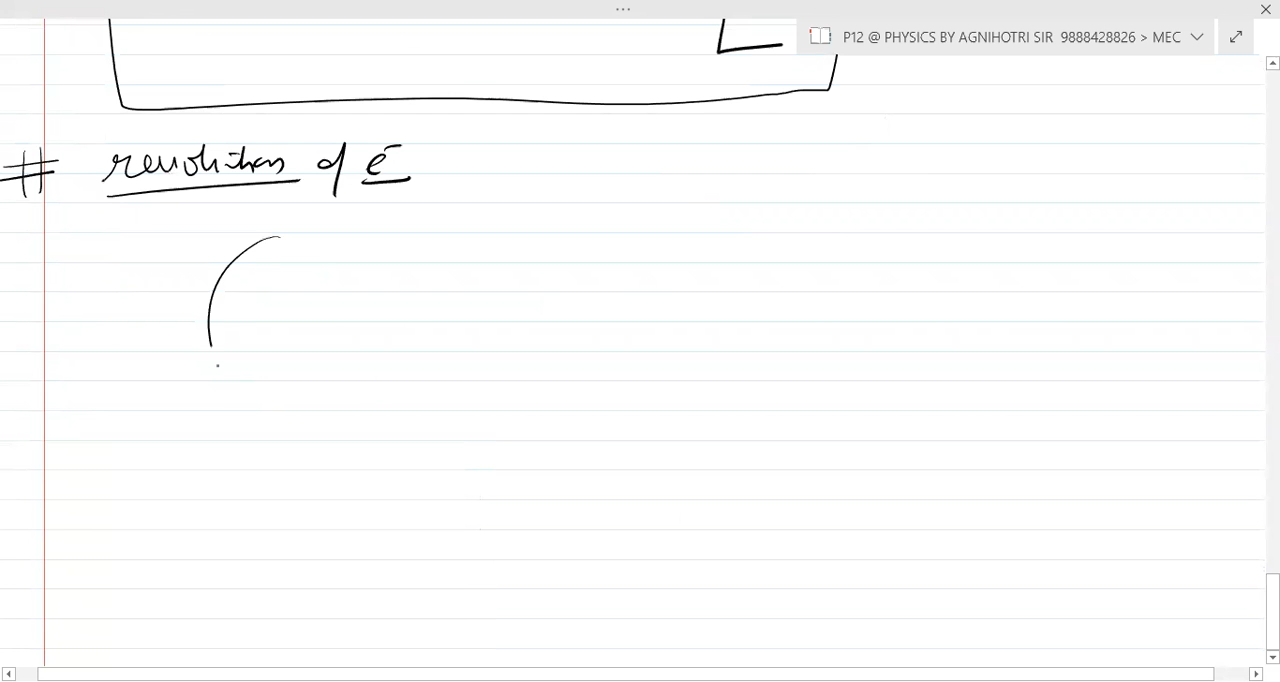 P12 @ PHYSICS BY AGNIHOTRI SIR 9888428826 > MEC
# revolution of e⁻